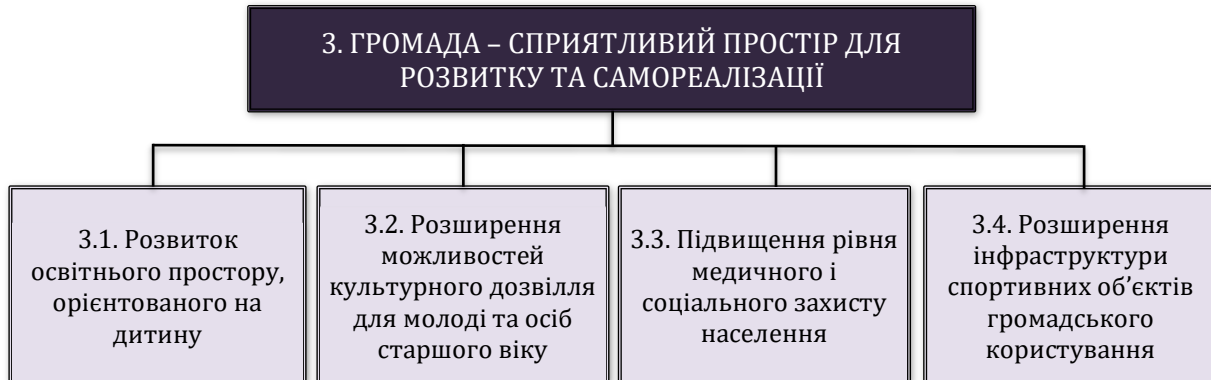 3. ГРОМАДА – СПРИЯТЛИВИЙ ПРОСТІР ДЛЯ
РОЗВИТКУ ТА САМОРЕАЛІЗАЦІЇ
3.1. Розвиток
освітнього простору,
орієнтованого на
дитину
3.2. Розширення
можливостей
культурного дозвілля
для молоді та осіб
старшого віку
3.3. Підвищення рівня
медичного і
соціального захисту
населення
3.4. Розширення
інфраструктури
спортивних об’єктів
громадського
користування